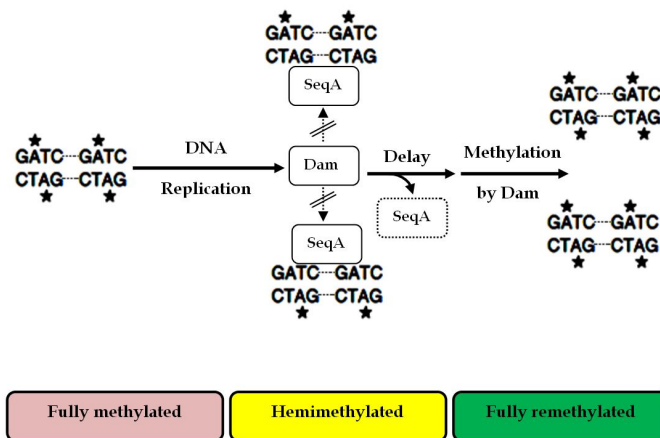 GATC----GATC
CTAG----CTAG
SeqA
GATC----GATC
CTAG----CTAG
DNA
Replication
Dam
Delay
SeqA
Methylation
by Dam
GATC----GATC
CTAG----CTAG
SeqA
GATC----GATC
CTAG----CTAG
GATC----GATC
CTAG----CTAG
Fully methylated
Hemimethylated
Fully remethylated